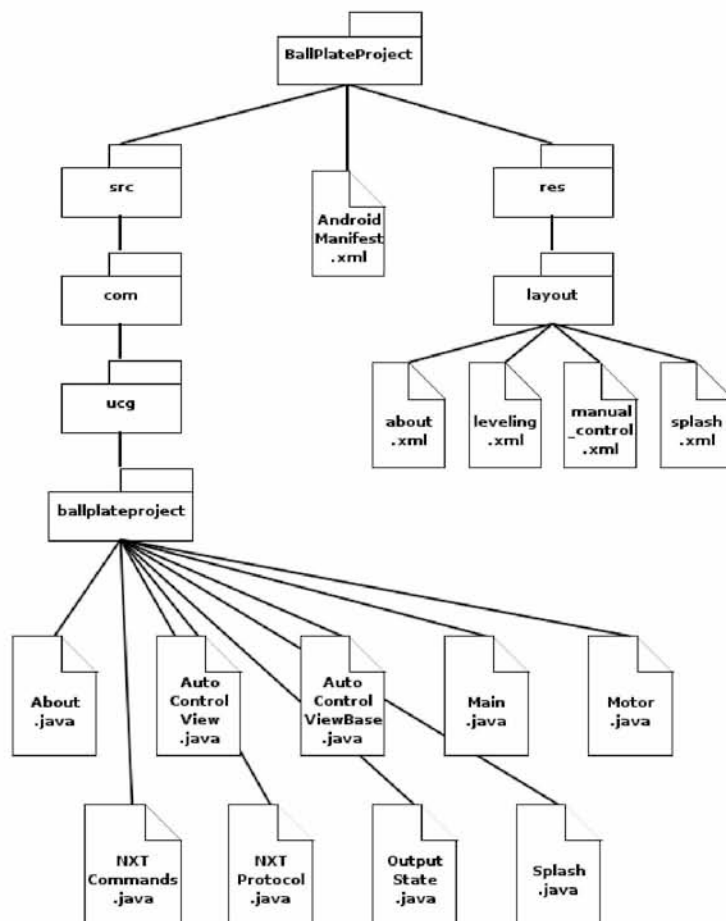 BallPlateProject
src
res
Android
Manifest
.xml
com
layout
ucg
about
.xml
leveling
.xml
manual
_control
.xml
splash
.xml
ballplateproject
About
.java
Auto
Control
View
.java
Auto
Control
ViewBase
.java
Main
.java
Motor
.java
NXT
Commands
.java
NXT
Protocol
.java
Output
State
.java
Splash
.java